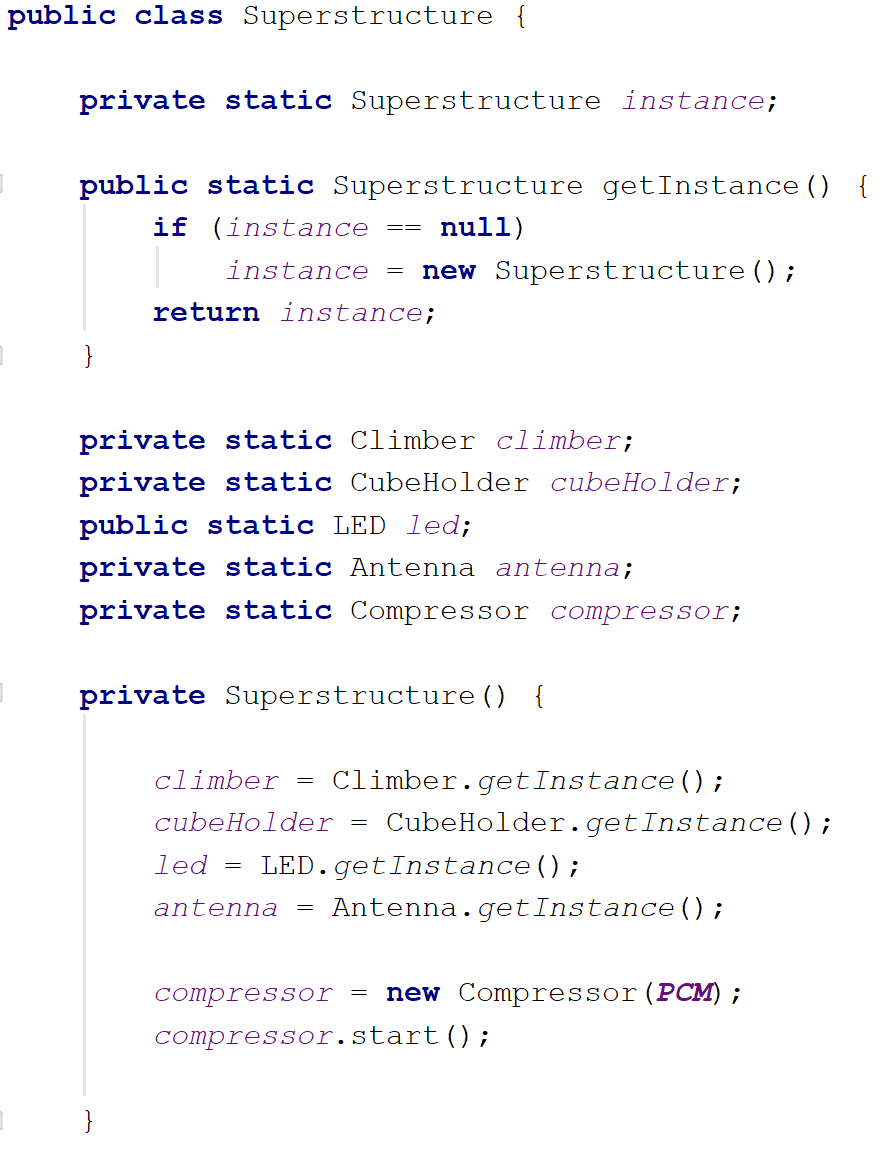 public class Superstructure {
private static Superstructure instance;
public static Superstructure getInstance() {
if (instance == null)
instance = new Superstructure();
return instance;
}
private static Climber climber;
private static CubeHolder cubeHolder;
public static LED led;
private static Antenna antenna;
private static Compressor compressor;
private Superstructure() {
climber = Climber.getInstance();
cubeHolder = CubeHolder.getInstance();
led = LED.getInstance();
antenna = Antenna.getInstance();
compressor = new Compressor(PCM);
compressor.start();
}